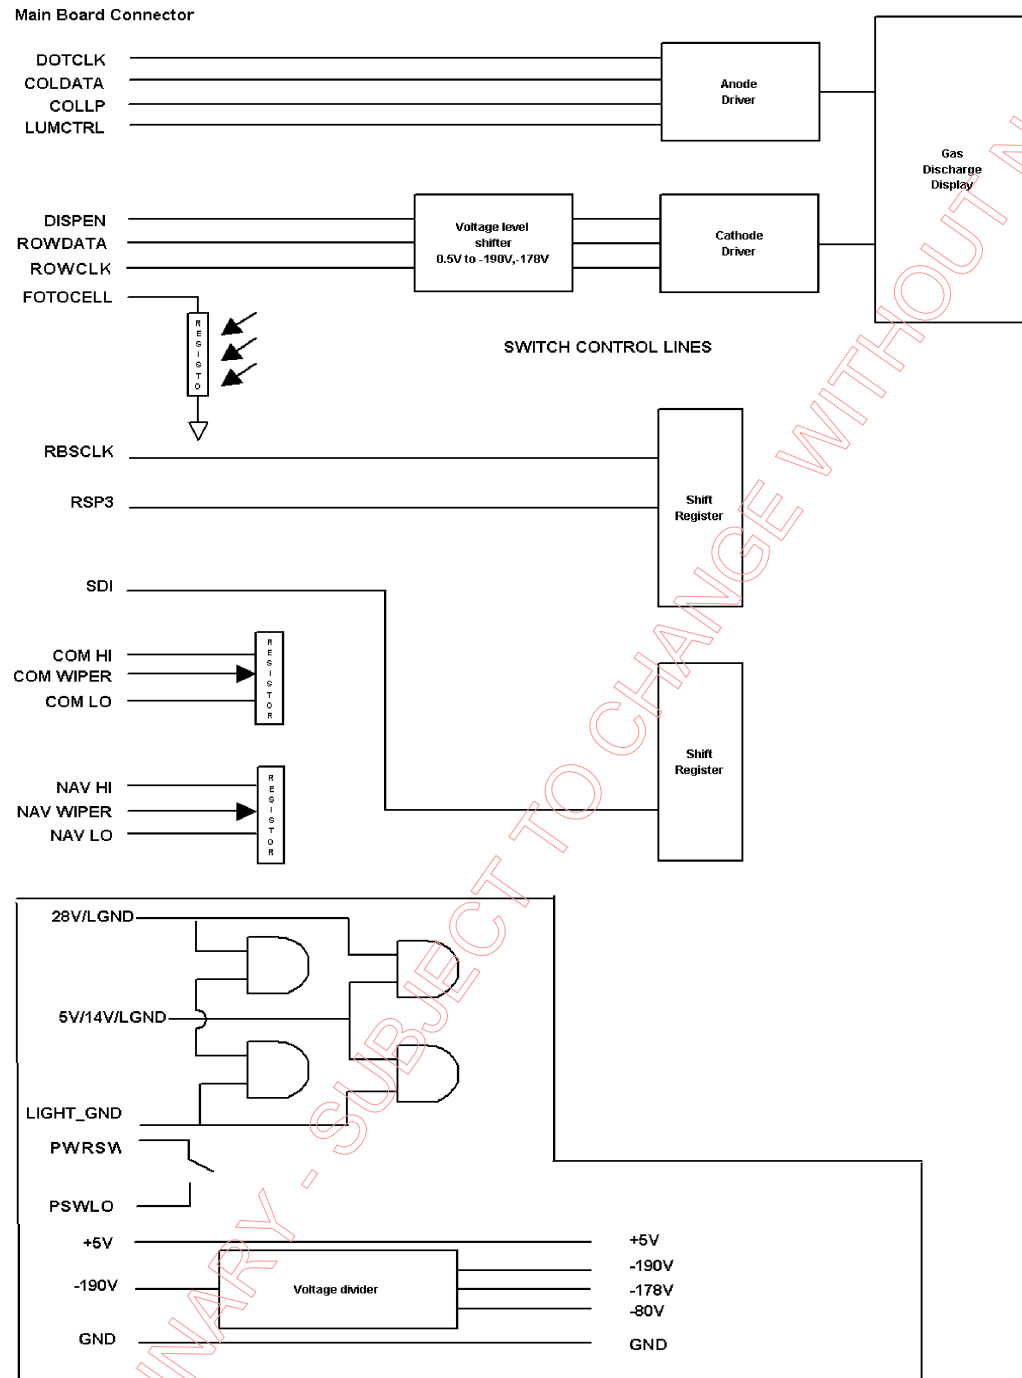 Main Board Connector
DOTCLK
COLDATA
COLLP
LUMCTRL
Anode
Driver
Gas
Discharge
Display
DISPEN
ROWDATA
ROWCLK
FOTOCELL
Voltage level
shifter
0.5V to -190V,-178V
Cathode
Driver
RESISTO
SWITCH CONTROL LINES
RBSCLK
RSP3
Shift
Register
SDI
COM HI
COM WIPER
COM LO
RESISTOR
Shift
Register
NAV HI
NAV WIPER
NAV LO
RESISTOR
28V/LGND
5V/14V/LGND
LIGHT_GND
PWRSW
PSWLO
+5V
-190V
GND
Voltage divider
+5V
-190V
-178V
-80V
GND
INARY - SUBJECT TO CHANGE WITHOUT N